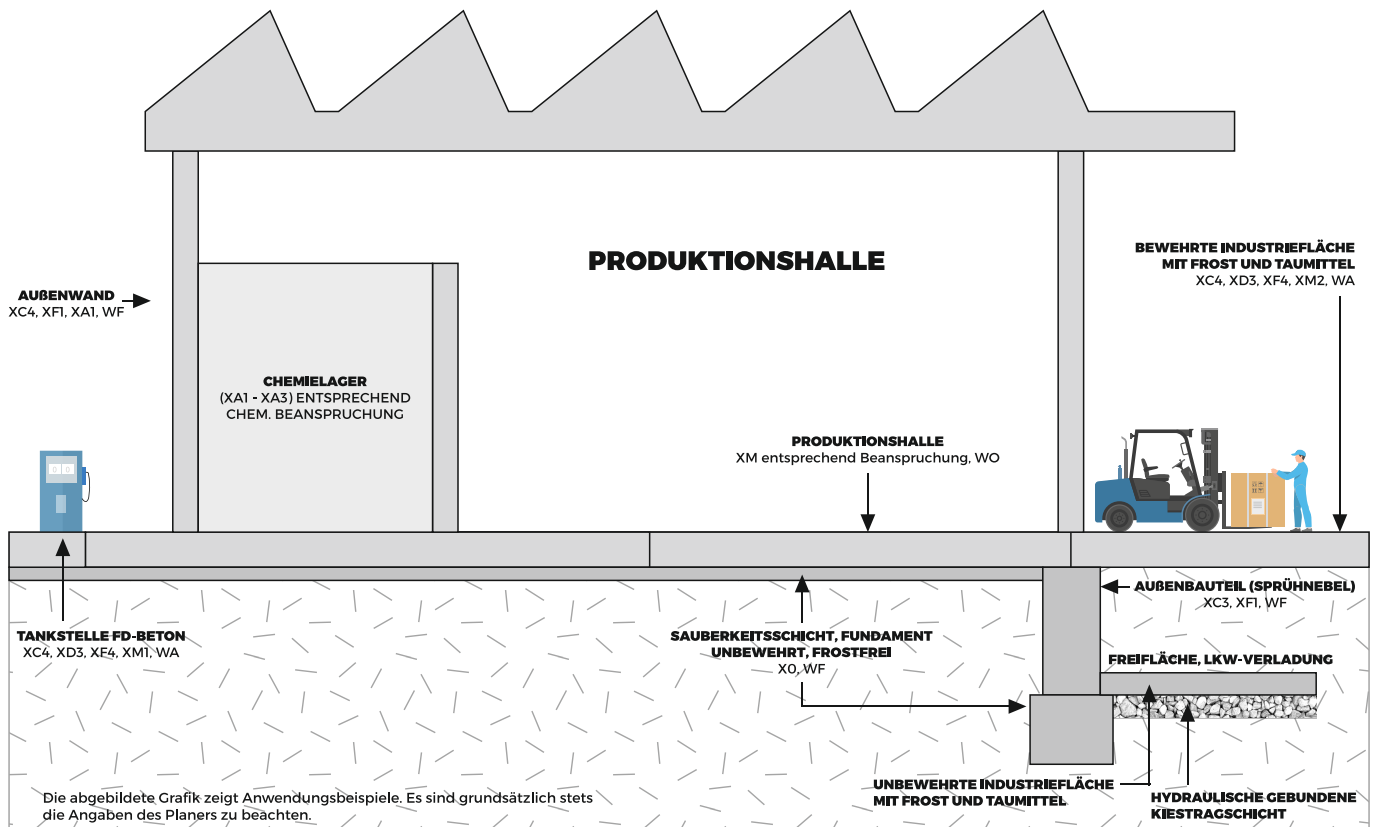 PRODUKTIONSHALLE
BEWEHRTE INDUSTRIEFLÄCHE
MIT FROST UND TAUMITTEL
XC4, XD3, XF4, XM2, WA
AUßENWAND
XC4, XF1, XA1, WF
CHEMIELAGER
(XA1 - XA3) ENTSPRECHEND
CHEM. BEANSPRUCHUNG
PRODUKTIONSHALLE
XM entsprechend Beanspruchung, WO
0 0
AUßENBAUTEIL (SPRÜHNEBEL)
XC3, XF1, WF
TANKSTELLE FD-BETON
XC4, XD3, XF4, XM1, WA
SAUBERKEITSSCHICHT, FUNDAMENT
UNBEWEHRT, FROSTFREI
X0, WF
FREIFLÄCHE, LKW-VERLADUNG
UNBEWEHRTE INDUSTRIEFLÄCHE
MIT FROST UND TAUMITTEL
HYDRAULISCHE GEBUNDENE
KIESTRAGSCHICHT
Die abgebildete Grafik zeigt Anwendungsbeispiele. Es sind grundsätzlich stets
die Angaben des Planers zu beachten.